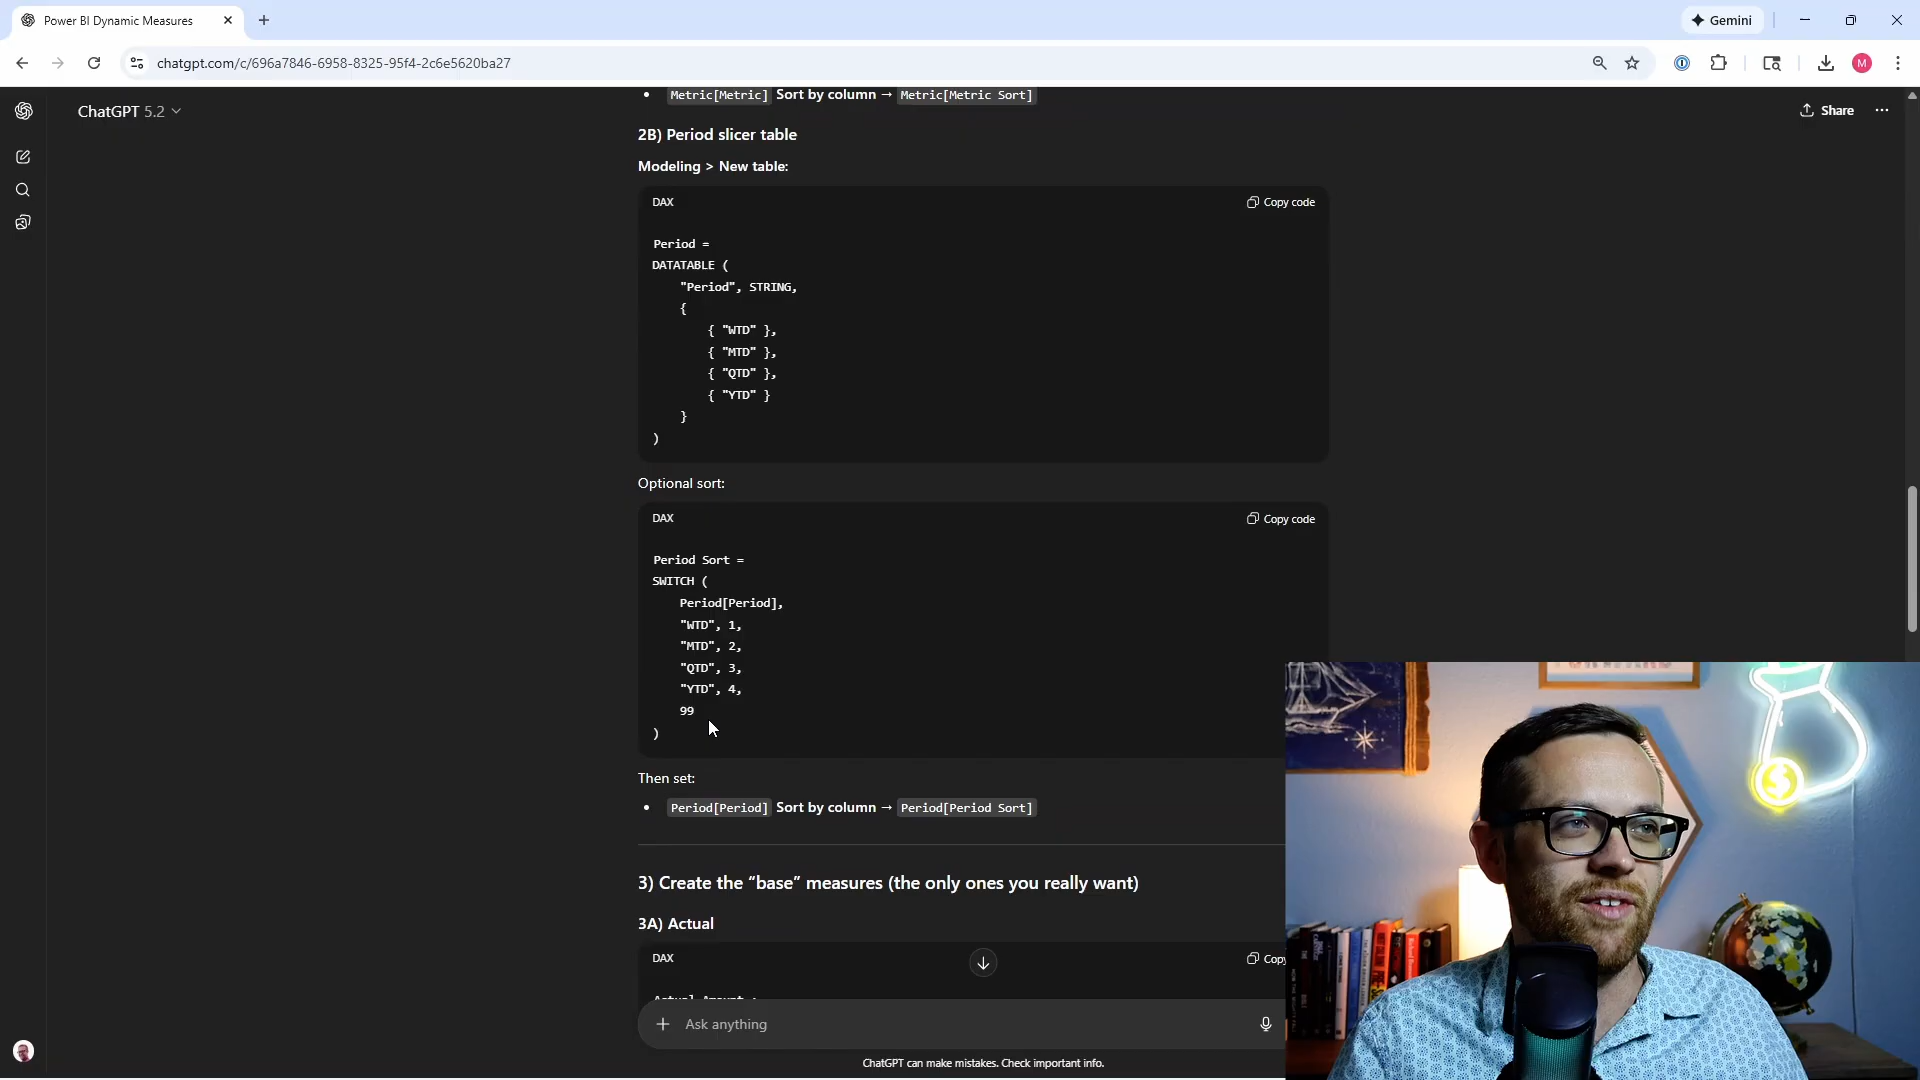 Power BI Dynamic Measures
Gemini
chatgpt.com/c/696a7846-6958-8325-95f4-2c6e5620ba27
M
ChatGPT 5.2
Share
Metric[Metric] Sort by column → Metric[Metric Sort]
2B) Period slicer table
Modeling > New table:
DAX
Copy code
Period =
DATATABLE (
"Period", STRING,
{
{ "WTD" },
{ "MTD" },
{ "QTD" },
{ "YTD" }
}
)
Optional sort:
DAX
Copy code
Period Sort =
SWITCH (
Period[Period],
"WTD", 1,
"MTD", 2,
"QTD", 3,
"YTD", 4,
99
)
Then set:
Period[Period] Sort by column → Period[Period Sort]
3) Create the “base” measures (the only ones you really want)
3A) Actual
DAX
Ask anything
ChatGPT can make mistakes. Check important info.